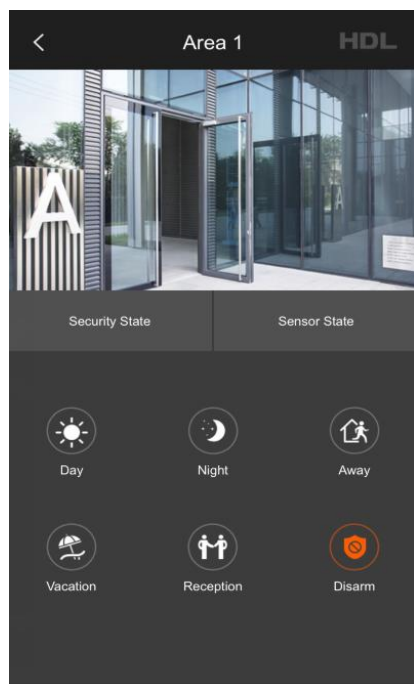 Area 1
HDL
A
Security State
Sensor State
Day
Night
Away
Vacation
Reception
Disarm